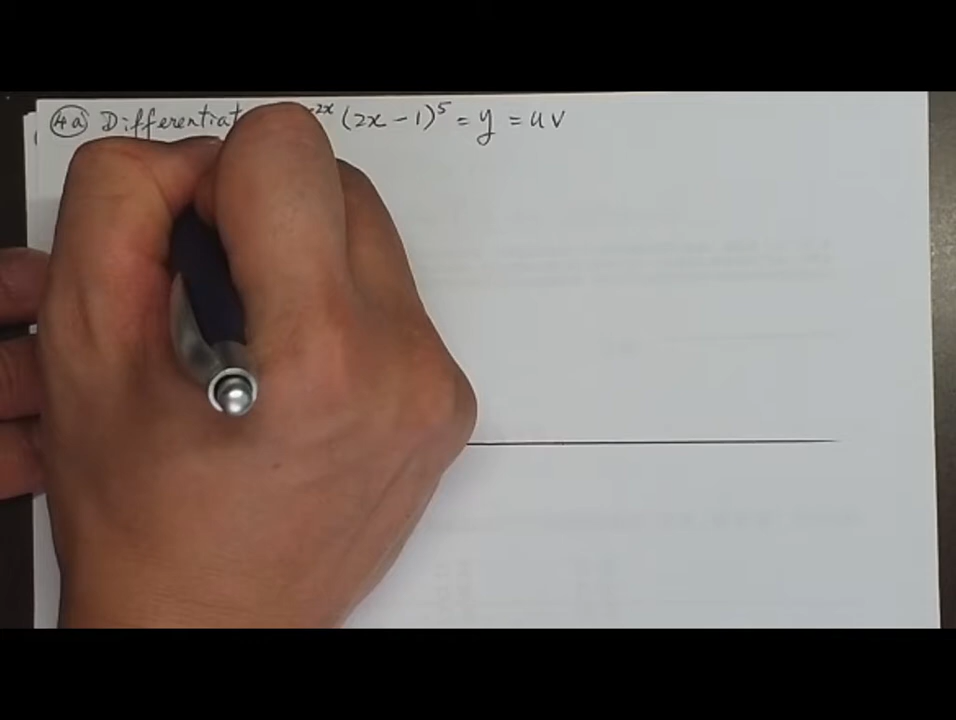 4a Differentiat 2x (2x - 1)⁵ = y = uv